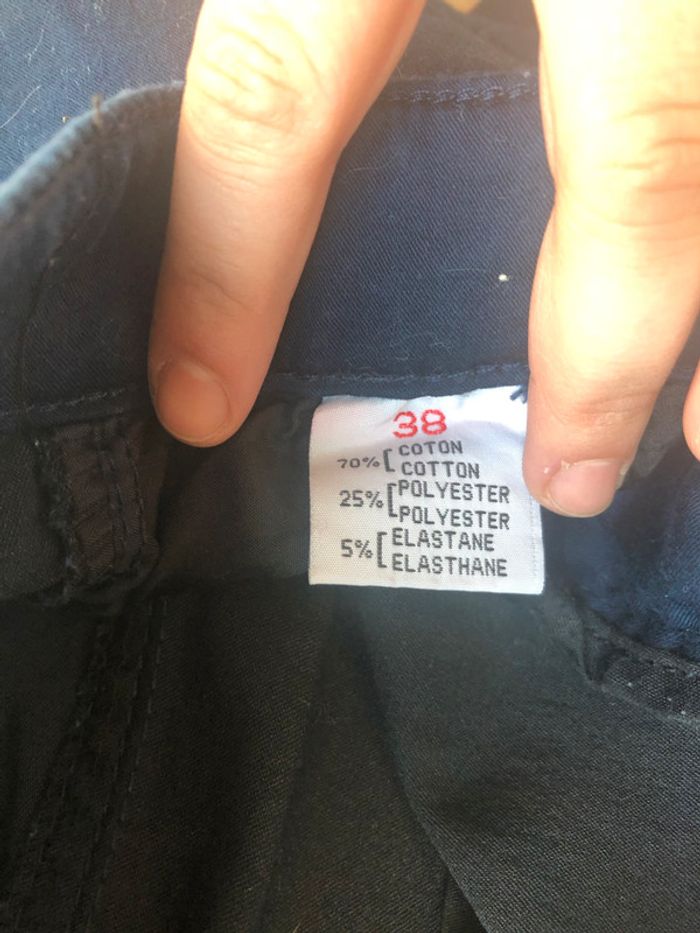 38
70% [ COTON
COTTON
25% [ POLYESTER
POLYESTER
5% [ ELASTANE
ELASTHANE